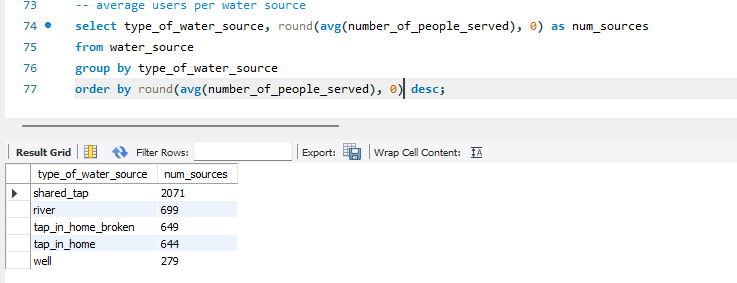 73
-- average users per water source
74 select type_of_water_source, round(avg(number_of_people_served), 0) as num_sources
75 from water_source
76 group by type_of_water_source
77 order by round(avg(number_of_people_served), 0) desc;
Result Grid Filter Rows: Export: Wrap Cell Content: IA
type_of_water_source num_sources
shared_tap 2071
river 699
tap_in_home_broken 649
tap_in_home 644
well 279